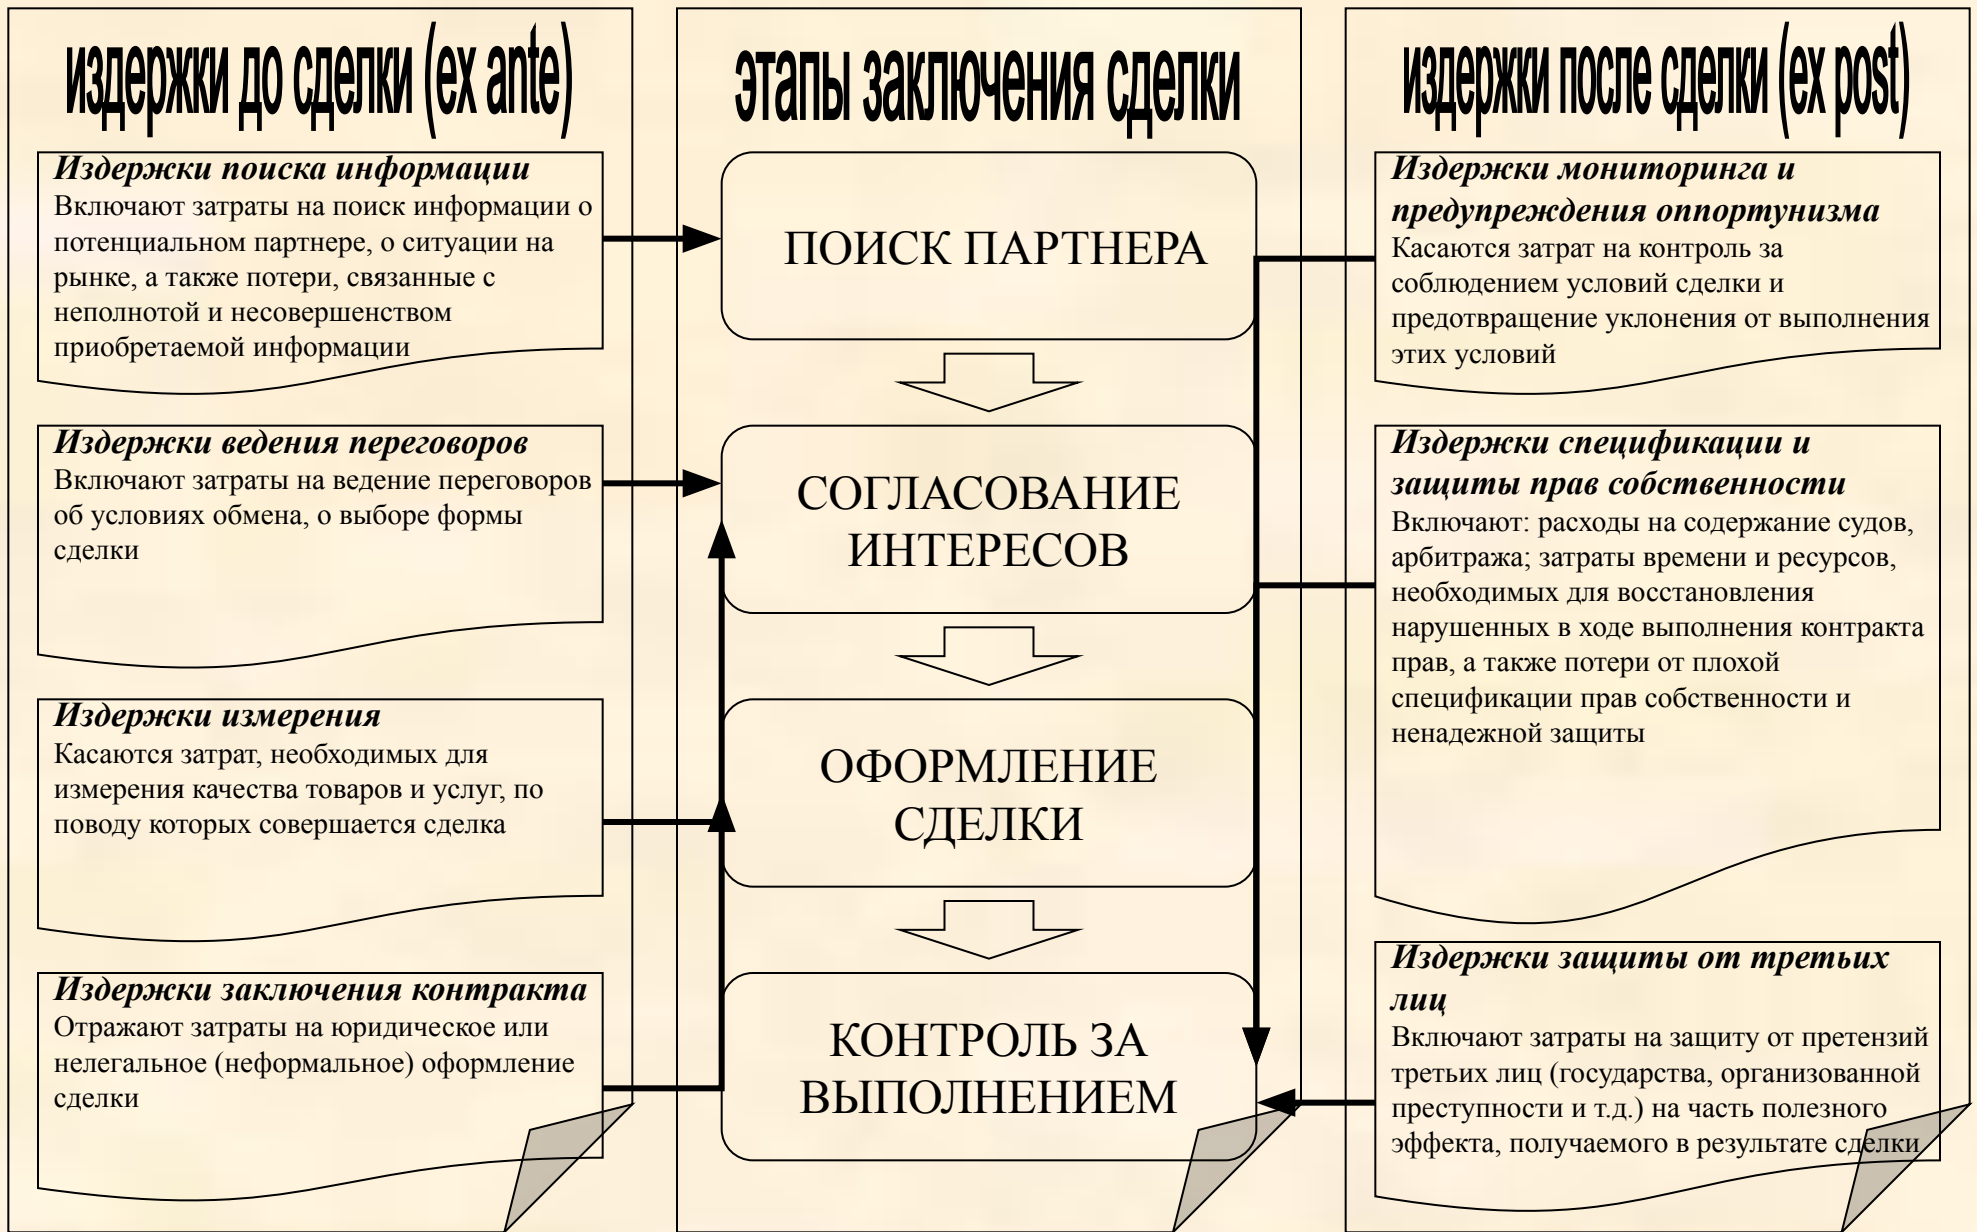 издержки до сделки (ex ante)
Издержки поиска информации
Включают затраты на поиск информации о
потенциальном партнере, о ситуации на
рынке, а также потери, связанные с
неполнотой и несовершенством
приобретаемой информации
Издержки ведения переговоров
Включают затраты на ведение переговоров
об условиях обмена, о выборе формы
сделки
Издержки измерения
Касаются затрат, необходимых для
измерения качества товаров и услуг, по
поводу которых совершается сделка
Издержки заключения контракта
Отражают затраты на юридическое или
нелегальное (неформальное) оформление
сделки
этапы заключения сделки
ПОИСК ПАРТНЕРА
СОГЛАСОВАНИЕ
ИНТЕРЕСОВ
ОФОРМЛЕНИЕ
СДЕЛКИ
КОНТРОЛЬ ЗА
ВЫПОЛНЕНИЕМ
издержки после сделки (ex post)
Издержки мониторинга и
предупреждения оппортунизма
Касаются затрат на контроль за
соблюдением условий сделки и
предотвращение уклонения от выполнения
этих условий
Издержки спецификации и
защиты прав собственности
Включают: расходы на содержание судов,
арбитража; затраты времени и ресурсов,
необходимых для восстановления
нарушенных в ходе выполнения контракта
прав, а также потери от плохой
спецификации прав собственности и
ненадежной защиты
Издержки защиты от третьих
лиц
Включают затраты на защиту от претензий
третьих лиц (государства, организованной
преступности и т.д.) на часть полезного
эффекта, получаемого в результате сделки